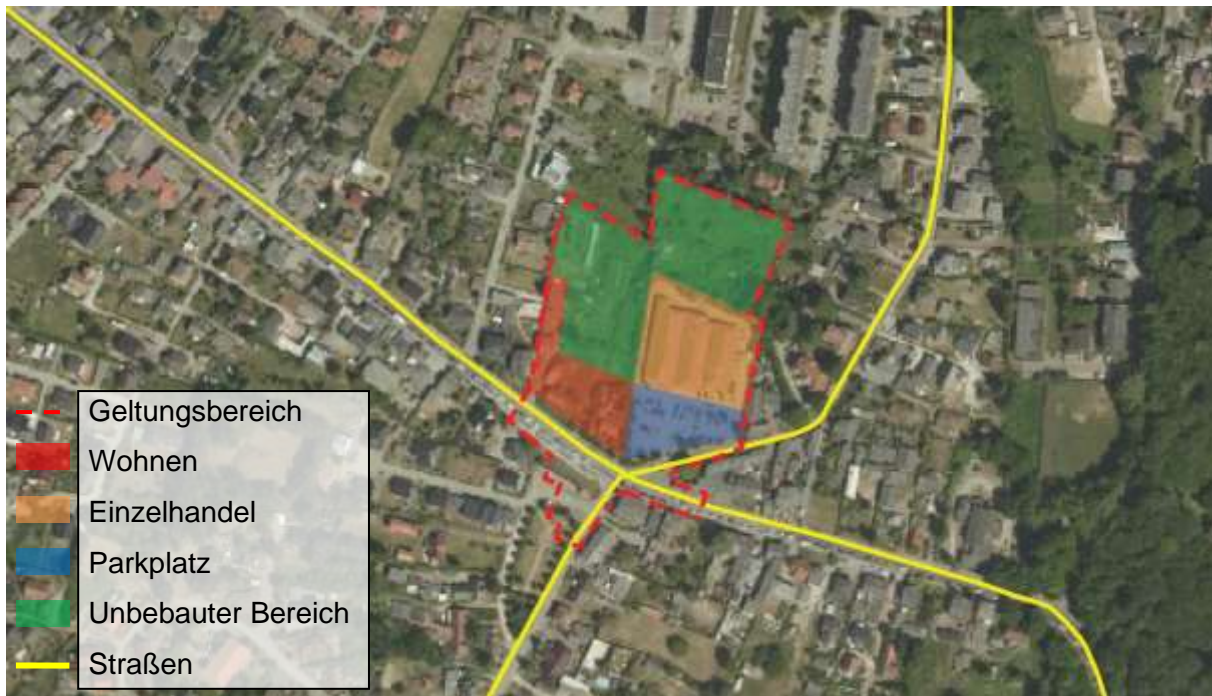 Geltungsbereich
Wohnen
Einzelhandel
Parkplatz
Unbebauter Bereich
Straßen